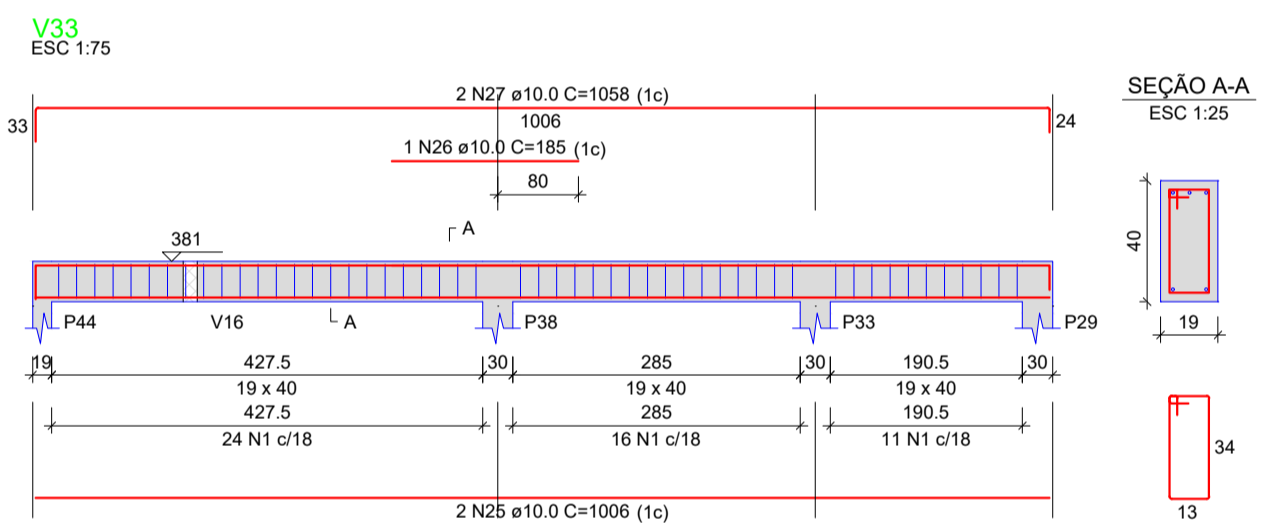 V33
ESC 1:75
SEÇÃO A-A
ESC 1:25
2 N27 ø10.0 C=1058 (1c)
33
1006
24
1 N26 ø10.0 C=185 (1c)
80
A
381
40
P44
V16
A
P38
P33
P29
19
19
427.5
30
285
30
190.5
30
19 x 40
19 x 40
19 x 40
427.5
285
190.5
24 N1 c/18
16 N1 c/18
11 N1 c/18
34
13
2 N25 ø10.0 C=1006 (1c)